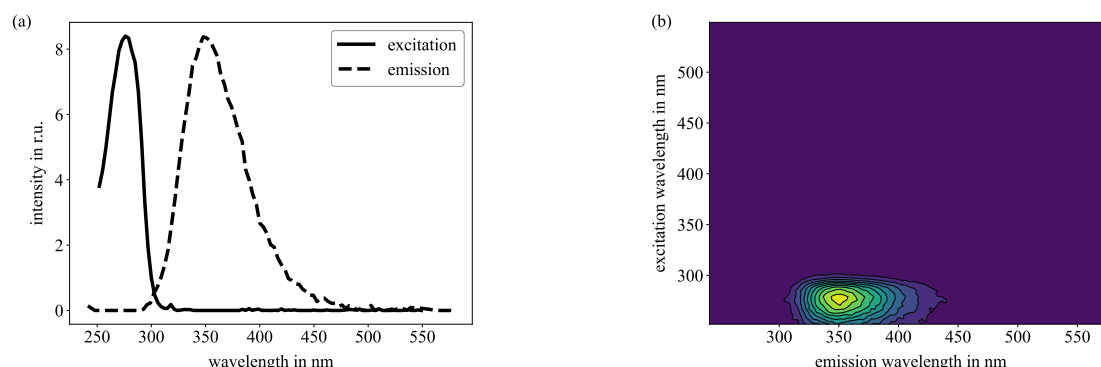 (a)
intensity in r.u.
8
6
4
2
0
excitation
emission
250 300 350 400 450 500 550
wavelength in nm
(b)
excitation wavelength in nm
500
450
400
350
300
300 350 400 450 500 550
emission wavelength in nm